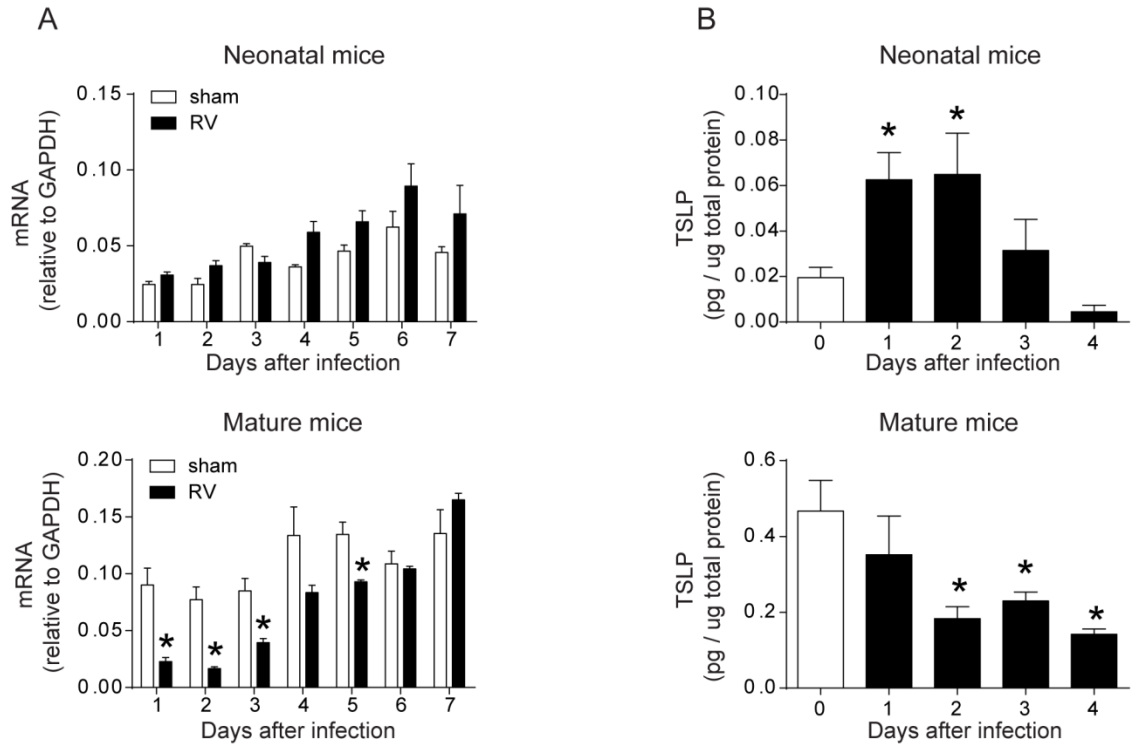 A
Neonatal mice
mRNA
(relative to GAPDH)
0.15
0.10
0.05
0.00
sham
RV
1 2 3 4 5 6 7
Days after infection
Mature mice
mRNA
(relative to GAPDH)
0.20
0.15
0.10
0.05
0.00
sham
RV
* * * *
1 2 3 4 5 6 7
Days after infection
B
Neonatal mice
TSLP
(pg / ug total protein)
0.10
0.08
0.06
0.04
0.02
0.00
* *
0 1 2 3 4
Days after infection
Mature mice
TSLP
(pg / ug total protein)
0.6
0.4
0.2
0.0
* * *
0 1 2 3 4
Days after infection